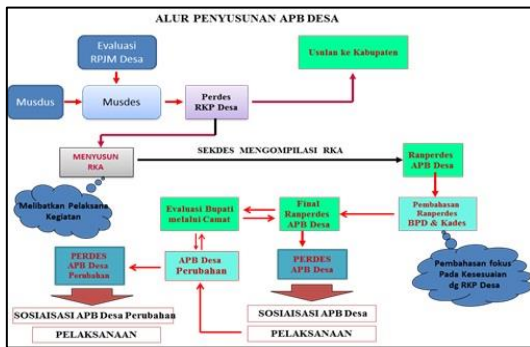 ALUR PENYUSUNAN APB DESA
Evaluasi
RPJM Desa
Usulan ke Kabupaten
Musdus
Musdes
Perdes
RKP Desa
MENYUSUN
RKA
SEKDES MENGOMPILASI RKA
Ranperdes
APB Desa
Melibatkan Pelaksana
Kegiatan
Evaluasi Bupati
melalui Camat
Final
Ranperdes
APB Desa
Pembahasan
Ranperdes
BPD & Kades
PERDES
APB Desa
Perubahan
APB Desa
Perubahan
PERDES
APB Desa
Pembahasan fokus
Pada Kesesuaian
dg RKP Desa
SOSIAISASI APB Desa Perubahan
PELAKSANAAN
SOSIALISASI APB Desa
PELAKSANAAN